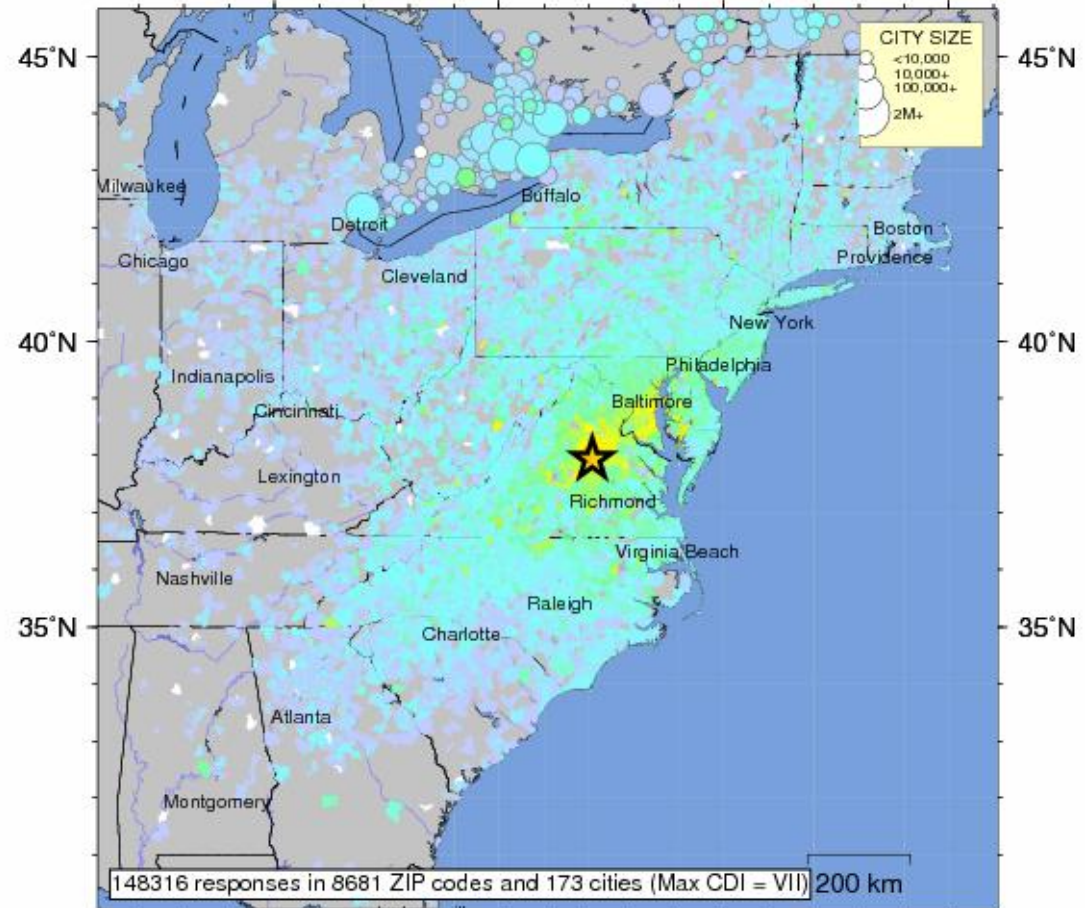 45°N
45°N
CITY SIZE
<10,000
10,000+
100,000+
2M+
Milwaukee
Buffalo
Detroit
Boston
Providence
Chicago
Cleveland
New York
40°N
40°N
Philadelphia
Indianapolis
Baltimore
Cincinnati
Lexington
Richmond
Virginia Beach
Nashville
Raleigh
35°N
35°N
Charlotte
Atlanta
Montgomery
148316 responses in 8681 ZIP codes and 173 cities (Max CDI = VII)
200 km